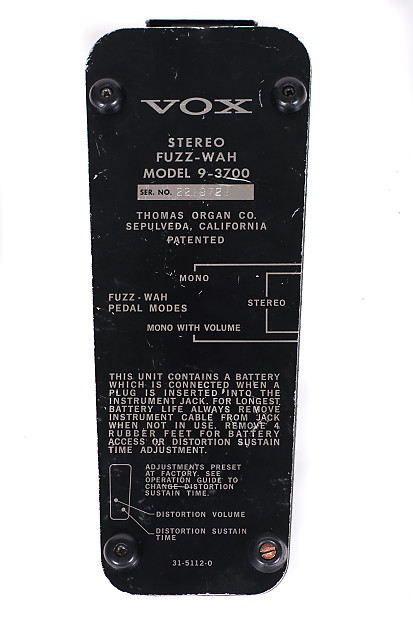 VOX
STEREO
FUZZ-WAH
MODEL 9-3700
SER. NO.
THOMAS ORGAN CO.
SEPULVEDA, CALIFORNIA
PATENTED
MONO
FUZZ-WAH
PEDAL MODES
STEREO
MONO WITH VOLUME
THIS UNIT CONTAINS A BATTERY
WHICH IS CONNECTED WHEN A
PLUG IS INSERTED INTO THE
INSTRUMENT JACK. FOR LONGEST
BATTERY LIFE ALWAYS REMOVE
INSTRUMENT CABLE FROM JACK
WHEN NOT IN USE. REMOVE 4
RUBBER FEET FOR BATTERY
ACCESS OR DISTORTION SUSTAIN
TIME ADJUSTMENT.
ADJUSTMENTS PRESET
AT FACTORY. SEE
OPERATION GUIDE TO
CHANGE DISTORTION
SUSTAIN TIME.
DISTORTION VOLUME
DISTORTION SUSTAIN
TIME
31-5112-0